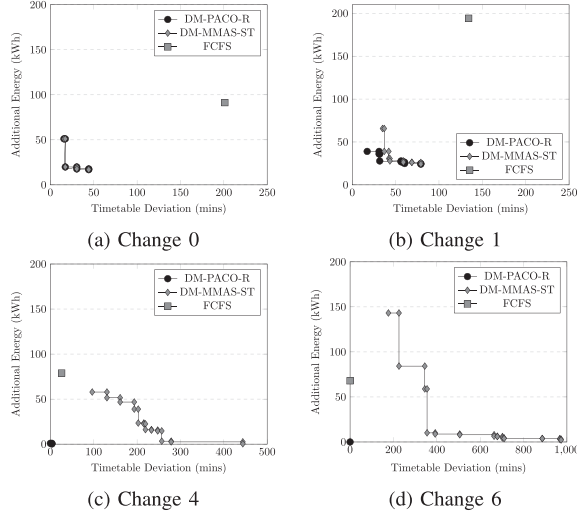 200
150
100
50
0
Additional Energy (kWh)
DM-PACO-R
DM-MMAS-ST
FCFS
0 50 100 150 200 250
Timetable Deviation (mins)
(a) Change 0
200
150
100
50
0
Additional Energy (kWh)
DM-PACO-R
DM-MMAS-ST
FCFS
0 50 100 150 200 250
Timetable Deviation (mins)
(b) Change 1
200
150
100
50
0
Additional Energy (kWh)
DM-PACO-R
DM-MMAS-ST
FCFS
0 100 200 300 400 500
Timetable Deviation (mins)
(c) Change 4
200
150
100
50
0
Additional Energy (kWh)
DM-PACO-R
DM-MMAS-ST
FCFS
0 200 400 600 800 1,000
Timetable Deviation (mins)
(d) Change 6